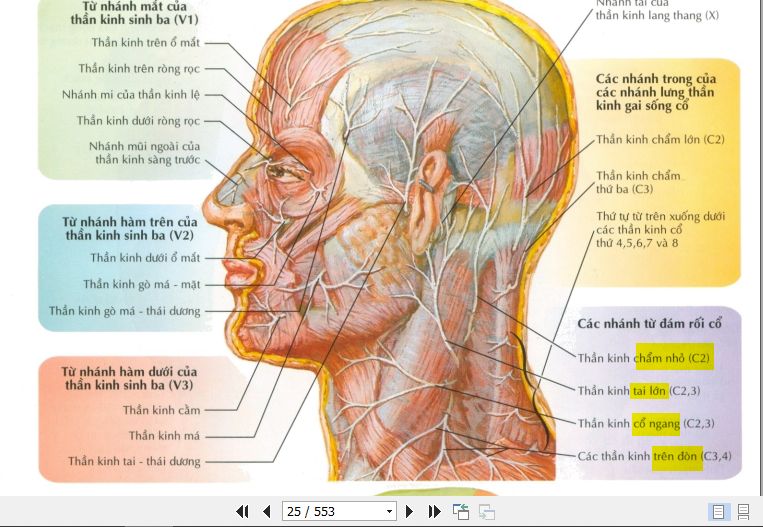 Từ nhánh mắt của
thần kinh sinh ba (V1)
Thần kinh trên ổ mắt
Thần kinh trên ròng rọc
Nhánh mi của thần kinh lệ
Thần kinh dưới ròng rọc
Nhánh mũi ngoài của
thần kinh sàng trước
Từ nhánh hàm trên của
thần kinh sinh ba (V2)
Thần kinh dưới ổ mắt
Thần kinh gò má - mặt
Thần kinh gò má - thái dương
Từ nhánh hàm dưới của
thần kinh sinh ba (V3)
Thần kinh cằm
Thần kinh má
Thần kinh tai - thái dương
Nhánh tai của
thần kinh lang thang (X)
Các nhánh trong của
các nhánh lưng thần
kinh gai sống cổ
Thần kinh chẩm lớn (C2)
Thần kinh chẩm
thứ ba (C3)
Thứ tự từ trên xuống dưới
các thần kinh cổ
thứ 4,5,6,7 và 8
Các nhánh từ đám rối cổ
Thần kinh chẩm nhỏ (C2)
Thần kinh tai lớn (C2,3)
Thần kinh cổ ngang (C2,3)
Các thần kinh trên đòn (C3,4)
25 / 553